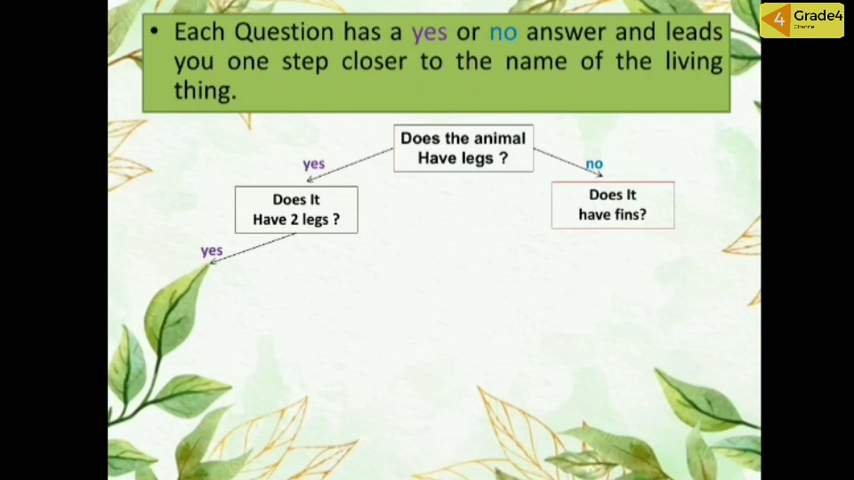 4 Grade4
Channel
• Each Question has a yes or no answer and leads
you one step closer to the name of the living
thing.
Does the animal
Have legs ?
yes
no
Does It
Have 2 legs ?
Does It
have fins?
yes